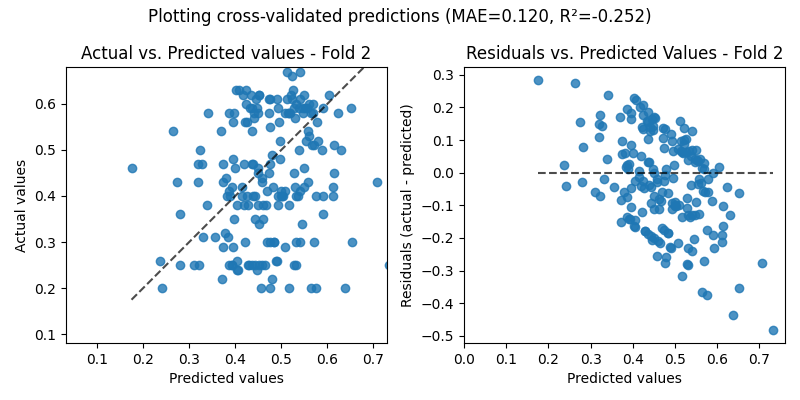 Plotting cross-validated predictions (MAE=0.120, R²=-0.252)
Actual vs. Predicted values - Fold 2
Actual values
0.6
0.5
0.4
0.3
0.2
0.1
0.1 0.2 0.3 0.4 0.5 0.6 0.7
Predicted values
Residuals vs. Predicted Values - Fold 2
Residuals (actual - predicted)
0.3
0.2
0.1
0.0
−0.1
−0.2
−0.3
−0.4
−0.5
0.0 0.1 0.2 0.3 0.4 0.5 0.6 0.7
Predicted values